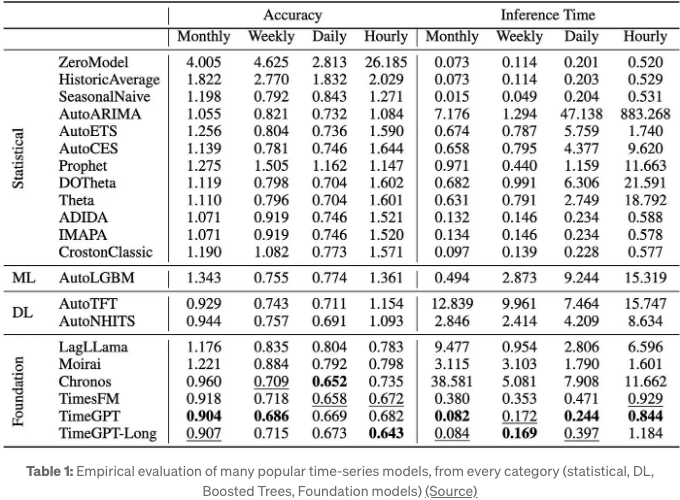 Accuracy Inference Time
Monthly Weekly Daily Hourly Monthly Weekly Daily Hourly
Statistical
ZeroModel 4.005 4.625 2.813 26.185 0.073 0.114 0.201 0.520
HistoricAverage 1.822 2.770 1.832 2.029 0.073 0.114 0.203 0.529
SeasonalNaive 1.198 0.792 0.843 1.271 0.015 0.049 0.204 0.531
AutoARIMA 1.055 0.821 0.732 1.084 7.176 1.294 47.138 883.268
AutoETS 1.256 0.804 0.736 1.590 0.674 0.787 5.759 1.740
AutoCES 1.139 0.781 0.746 1.644 0.658 0.795 4.377 9.620
Prophet 1.275 1.505 1.162 1.147 0.971 0.440 1.159 11.663
DOTheta 1.119 0.798 0.704 1.602 0.682 0.991 6.306 21.591
Theta 1.110 0.796 0.704 1.601 0.631 0.791 2.749 18.792
ADIDA 1.071 0.919 0.746 1.521 0.132 0.146 0.234 0.588
IMAPA 1.071 0.919 0.746 1.520 0.134 0.146 0.234 0.578
CrostonClassic 1.190 1.082 0.773 1.571 0.097 0.139 0.228 0.577
ML AutoLGBM 1.343 0.755 0.774 1.361 0.494 2.873 9.244 15.319
DL
AutoTFT 0.929 0.743 0.711 1.154 12.839 9.961 7.464 15.747
AutoNHITS 0.944 0.757 0.691 1.093 2.846 2.414 4.209 8.634
Foundation
LagLLama 1.176 0.835 0.804 0.783 9.477 0.954 2.806 6.596
Moirai 1.221 0.884 0.792 0.798 3.115 3.103 1.790 1.601
Chronos 0.960 0.709 0.652 0.735 38.581 5.081 7.908 11.662
TimesFM 0.918 0.718 0.658 0.672 0.380 0.353 0.471 0.929
TimeGPT 0.904 0.686 0.669 0.682 0.082 0.172 0.244 0.844
TimeGPT-Long 0.907 0.715 0.673 0.643 0.084 0.169 0.397 1.184
Table 1: Empirical evaluation of many popular time-series models, from every category (statistical, DL,
Boosted Trees, Foundation models) (Source)